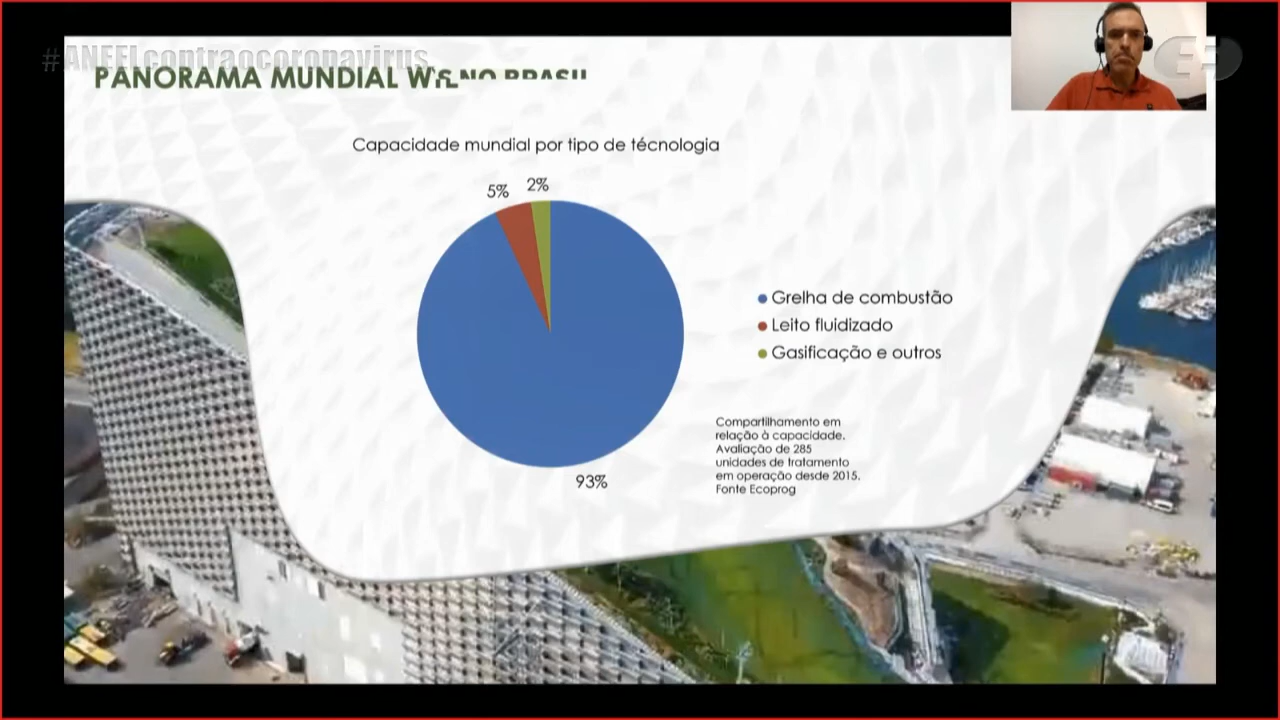 #ANEELcontraocoronavirus
PANORAMA MUNDIAL
Capacidade mundial por tipo de técnologia
5%
2%
93%
Grelha de combustão
Leito fluidizado
Gasificação e outros
Compartilhamento em
relação à capacidade.
Avaliação de 285
unidades de tratamento
em operação desde 2015.
Fonte Ecoprog